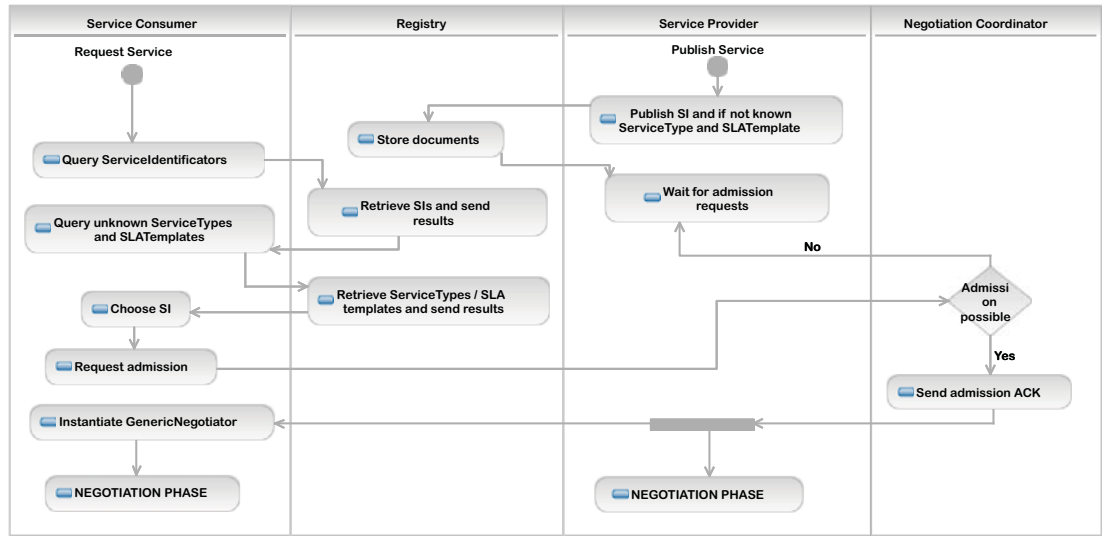 Service Consumer
Registry
Service Provider
Negotiation Coordinator
Request Service
Publish Service
Publish SI and if not known
ServiceType and SLATemplate
Store documents
Query ServiceIdentificators
Wait for admission
requests
Retrieve SIs and send
results
Query unknown ServiceTypes
and SLATemplates
No
Retrieve ServiceTypes / SLA
templates and send results
Admissi
on
possible
Choose SI
Yes
Request admission
Send admission ACK
Instantiate GenericNegotiator
NEGOTIATION PHASE
NEGOTIATION PHASE